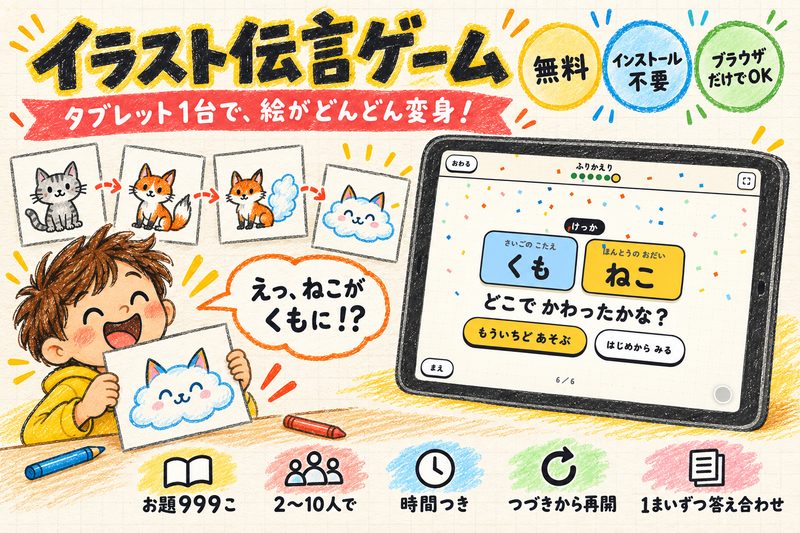 イラスト伝言ゲーム
無料
インストール
不要
ブラウザ
だけでOK
タブレット1台で、絵がどんどん変身！
おわる
ふりかえり
けっか
さいごの こたえ
くも
ほんとうの おだい
ねこ
どこで かわったかな？
もういちど あそぶ
はじめから みる
まえ
6 / 6
えっ、ねこが
くもに!?
お題999こ
2〜10人で
時間つき
つづきから再開
1まいずつ答え合わせ